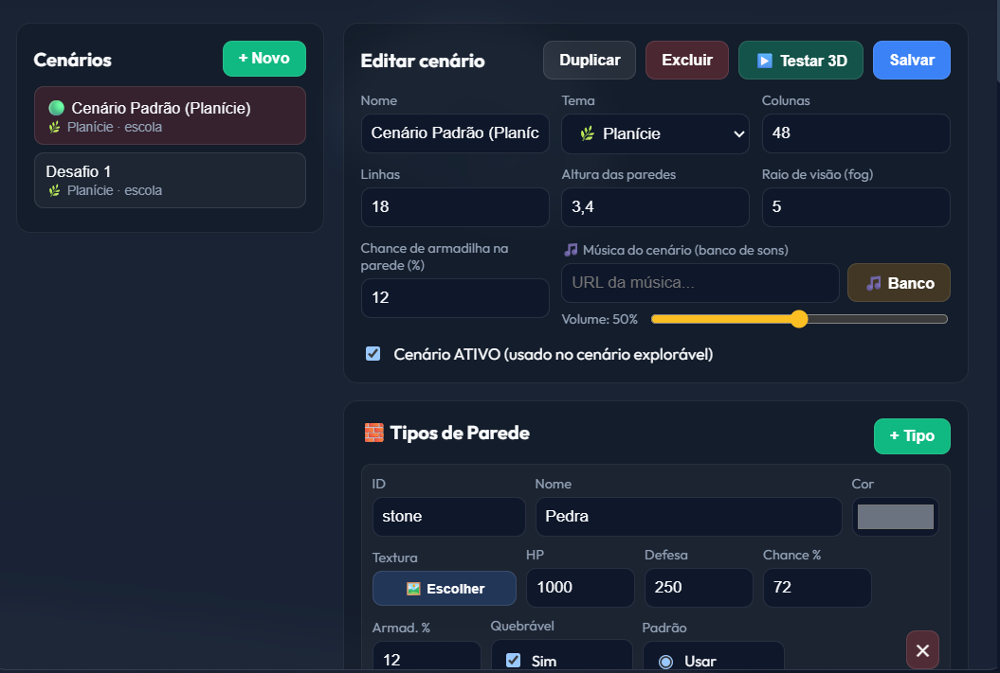 Cenários
+ Novo
Cenário Padrão (Planície)
Planície · escola
Desafio 1
Planície · escola
Editar cenário
Duplicar
Excluir
Testar 3D
Salvar
Nome
Tema
Colunas
Cenário Padrão (Planíc
Planície
48
Linhas
Altura das paredes
Raio de visão (fog)
18
3,4
5
Chance de armadilha na
parede (%)
Música do cenário (banco de sons)
12
URL da música...
Banco
Volume: 50%
Cenário ATIVO (usado no cenário explorável)
Tipos de Parede
+ Tipo
ID
Nome
Cor
stone
Pedra
Textura
HP
Defesa
Chance %
Escolher
1000
250
72
Armad. %
Quebrável
Padrão
12
Sim
Usar